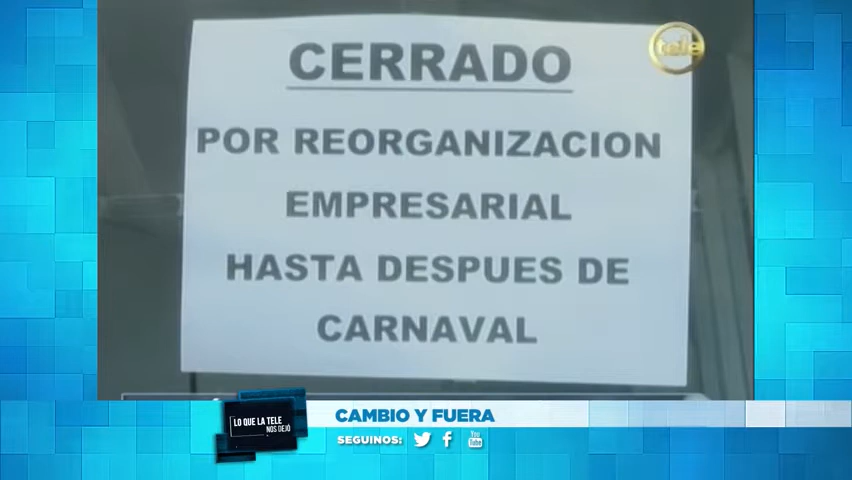 CERRADO
tele
POR REORGANIZACION
EMPRESARIAL
HASTA DESPUES DE
CARNAVAL
LO QUE LA TELE
NOS DEJÓ
CAMBIO Y FUERA
SEGUINOS:
You
Tube